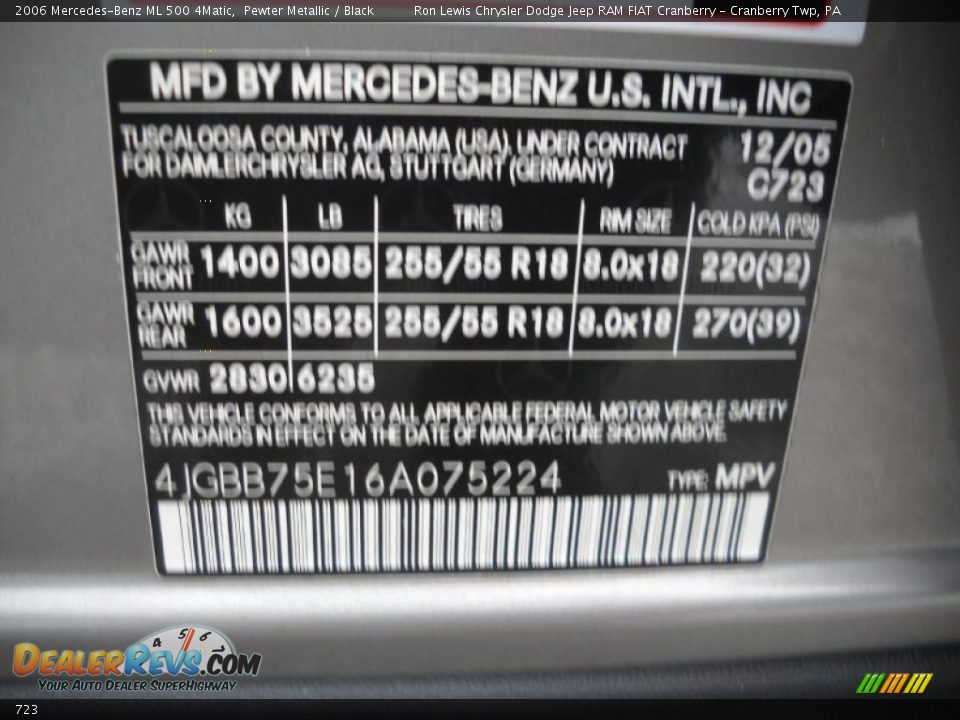 2006 Mercedes-Benz ML 500 4Matic, Pewter Metallic / Black Ron Lewis Chrysler Dodge Jeep RAM FIAT Cranberry - Cranberry Twp, PA
MFD BY MERCEDES-BENZ U.S. INTL., INC
TUSCALOOSA COUNTY, ALABAMA (USA), UNDER CONTRACT 12/05
FOR DAIMLERCHRYSLER AG, STUTTGART (GERMANY) C723
KG LB TIRES RIM SIZE COLD KPA (PSI)
GAWR FRONT 1400 3085 255/55 R18 8.0x18 220(32)
GAWR REAR 1600 3525 255/55 R18 8.0x18 270(39)
GVWR 2830 6235
THIS VEHICLE CONFORMS TO ALL APPLICABLE FEDERAL MOTOR VEHICLE SAFETY
STANDARDS IN EFFECT ON THE DATE OF MANUFACTURE SHOWN ABOVE.
4JGBB75E16A075224 TYPE: MPV
4 5 6 7
DEALERREVS.COM
YOUR AUTO DEALER SUPERHIGHWAY
723